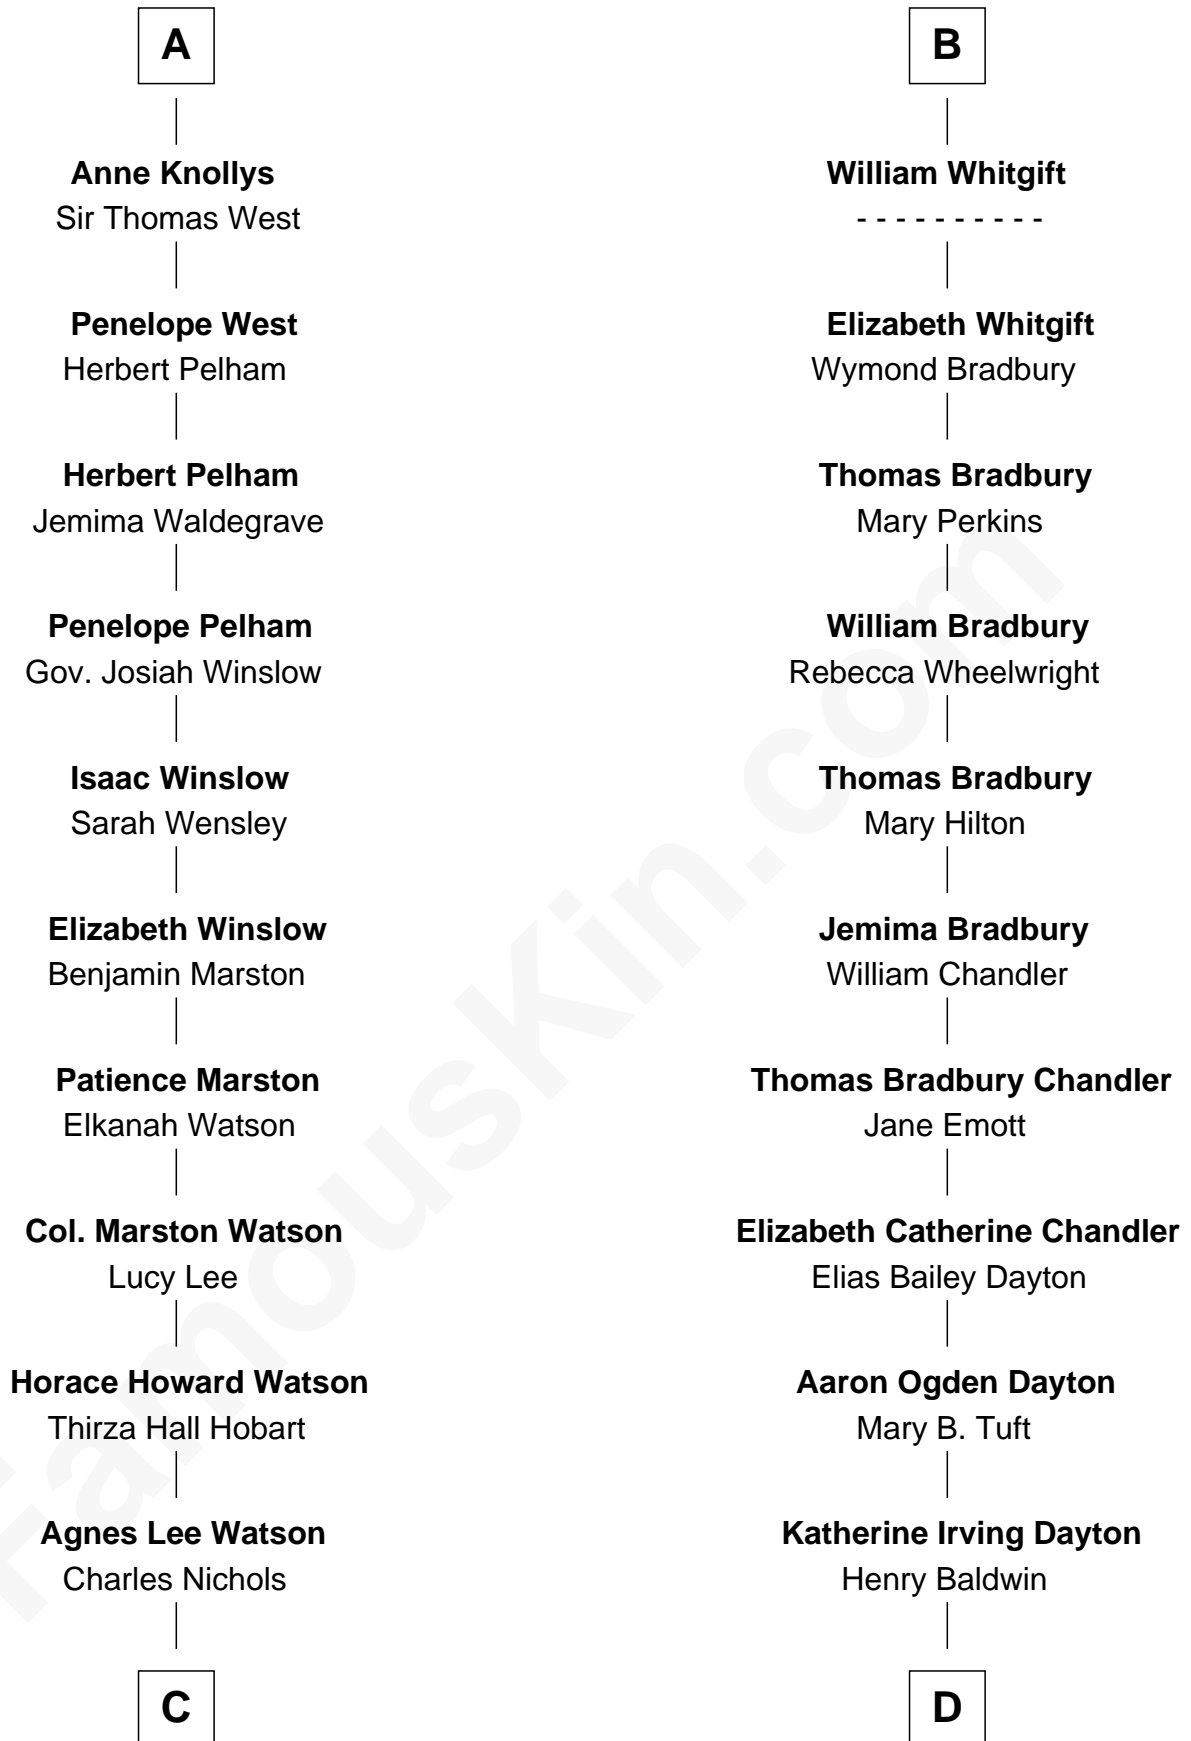 A
Anne Knollys
Sir Thomas West
Penelope West
Herbert Pelham
Herbert Pelham
Jemima Waldegrave
Penelope Pelham
Gov. Josiah Winslow
Isaac Winslow
Sarah Wensley
Elizabeth Winslow
Benjamin Marston
Patience Marston
Elkanah Watson
Col. Marston Watson
Lucy Lee
Horace Howard Watson
Thirza Hall Hobart
Agnes Lee Watson
Charles Nichols
C
B
William Whitgift
- - - - - - - - - -
Elizabeth Whitgift
Wymond Bradbury
Thomas Bradbury
Mary Perkins
William Bradbury
Rebecca Wheelwright
Thomas Bradbury
Mary Hilton
Jemima Bradbury
William Chandler
Thomas Bradbury Chandler
Jane Emott
Elizabeth Catherine Chandler
Elias Bailey Dayton
Aaron Ogden Dayton
Mary B. Tuft
Katherine Irving Dayton
Henry Baldwin
D
FamousKin.com